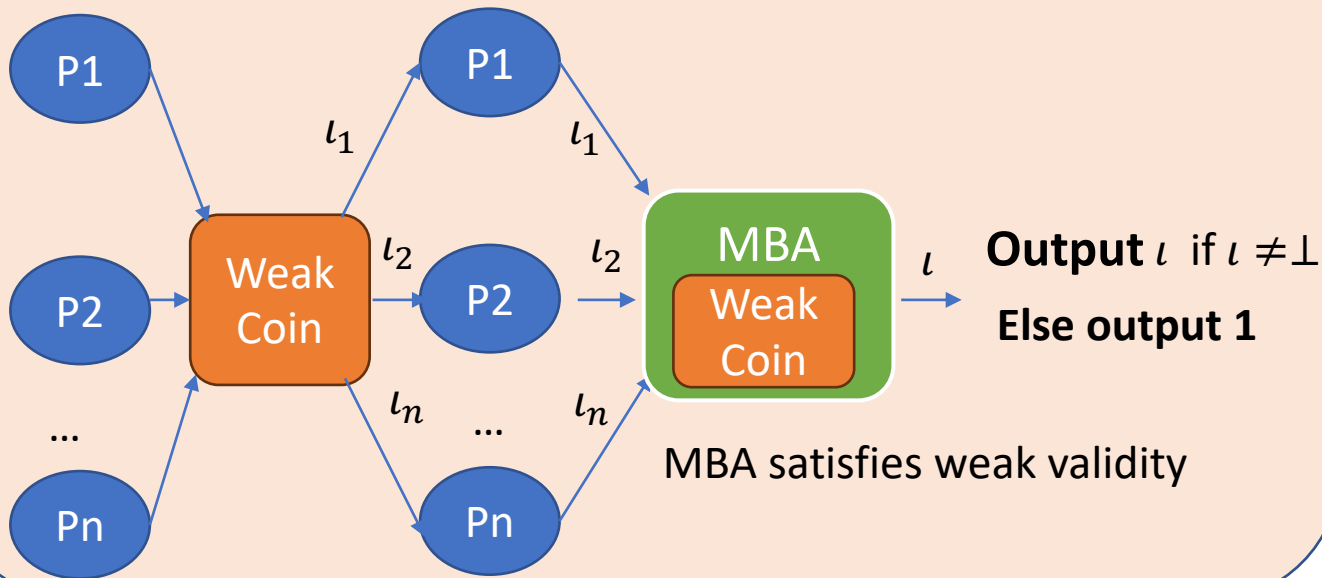 P1
P2
...
Pn
Weak
Coin
ι₁
ι₂
ιₙ
P1
P2
...
Pn
ι₁
ι₂
ιₙ
MBA
Weak
Coin
ι
Output ι if ι ≠⊥
Else output 1
MBA satisfies weak validity